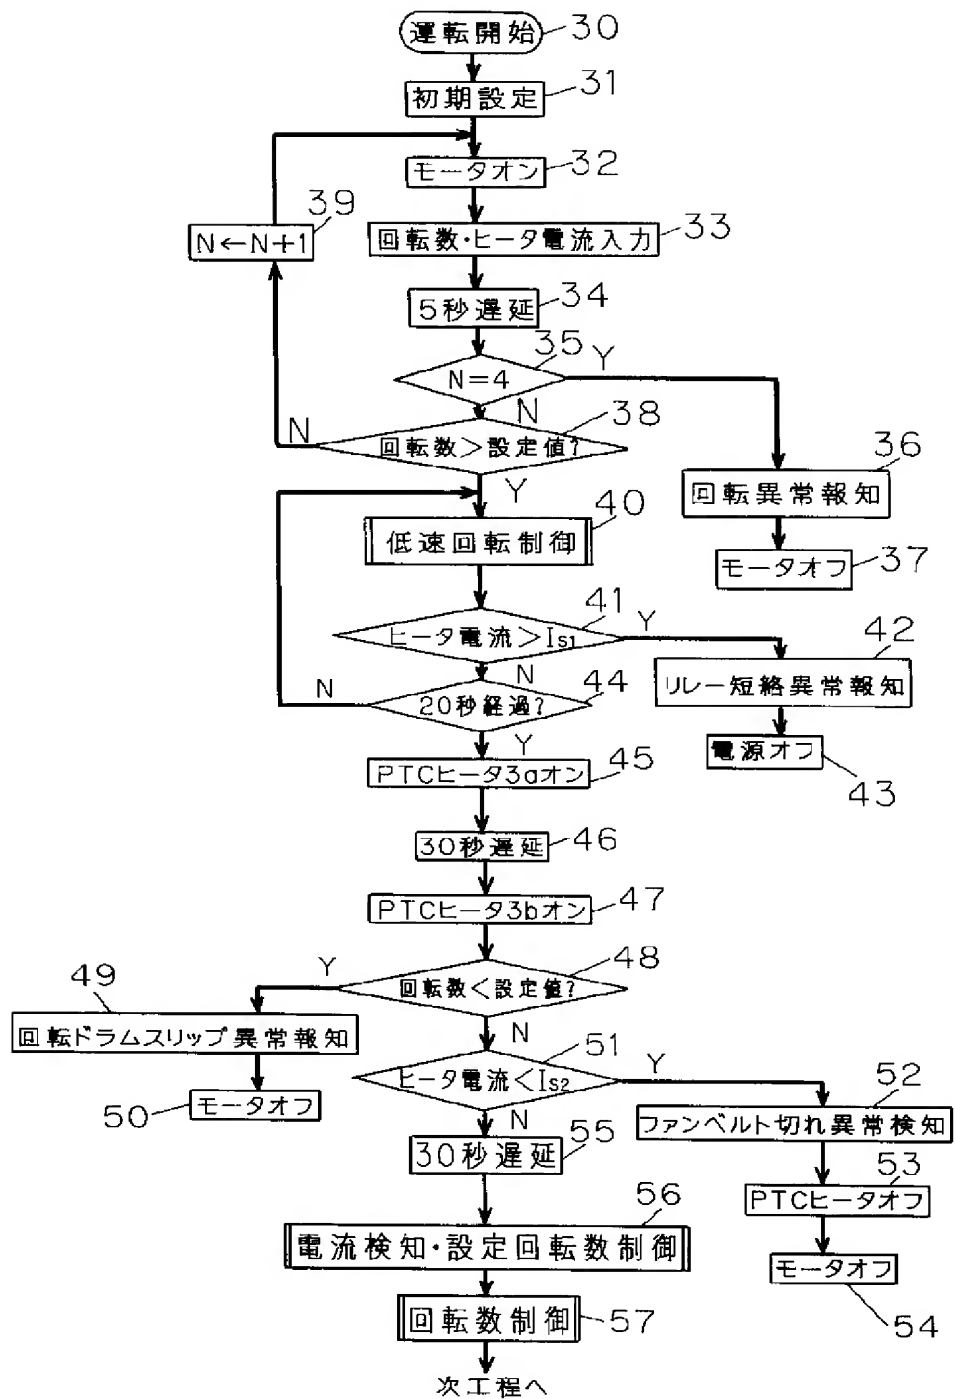 運転開始 30
初期設定 31
モータオン 32
N←N+1 39
回転数・ヒータ電流入力 33
5秒遅延 34
N=4 35
Y
N
回転数>設定値? 38
N
Y
回転異常報知 36
モータオフ 37
低速回転制御 40
ヒータ電流>Is1 41
Y
N
リレー短絡異常報知 42
電源オフ 43
20秒経過? 44
N
Y
PTCヒータ3aオン 45
30秒遅延 46
PTCヒータ3bオン 47
回転数<設定値? 48
Y
N
回転ドラムスリップ異常報知 49
モータオフ 50
ヒータ電流<Is2 51
Y
N
ファンベルト切れ異常検知 52
PTCヒータオフ 53
モータオフ 54
30秒遅延 55
電流検知・設定回転数制御 56
回転数制御 57
次工程へ